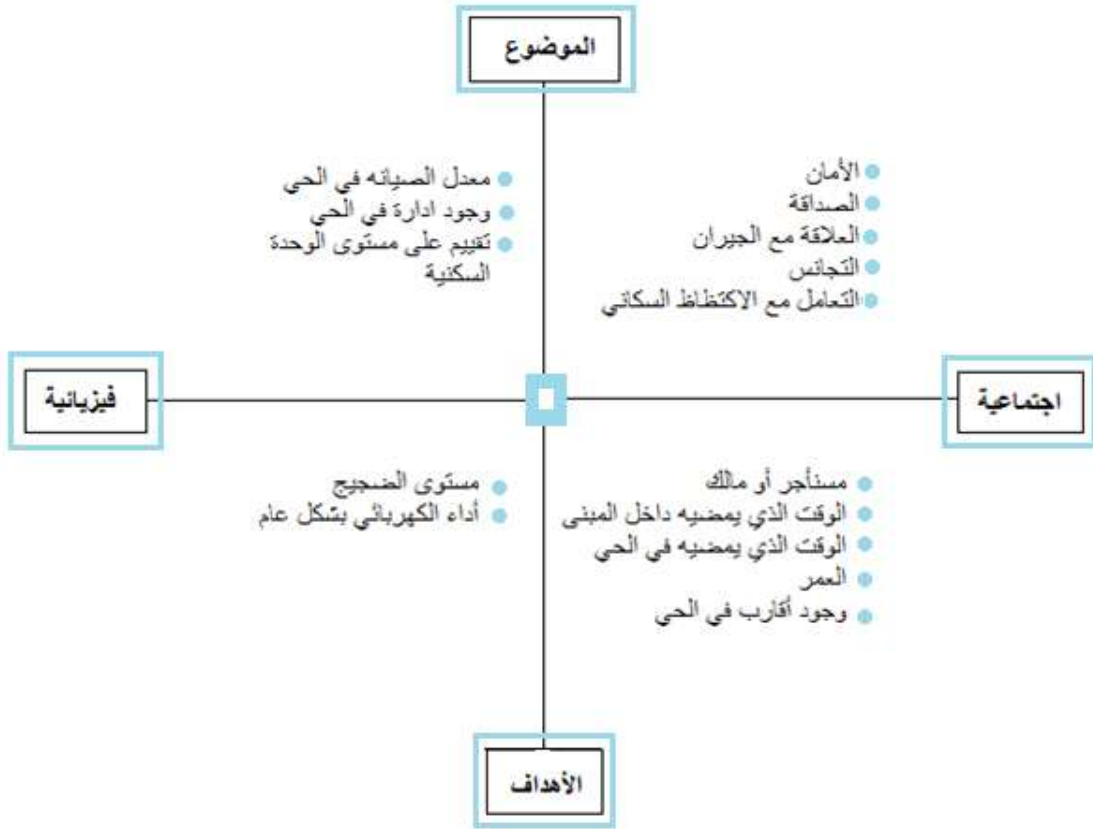 الموضوع
الأمان
الصداقة
العلاقة مع الجيران
التجانس
التعامل مع الاكتظاظ السكاني
معدل الصيانه في الحي
وجود ادارة في الحي
تقييم على مستوى الوحدة
السكنية
اجتماعية
فيزيائية
مستأجر أو مالك
الوقت الذي يمضيه داخل المبنى
الوقت الذي يمضيه في الحي
العمر
وجود أقارب في الحي
مستوى الضجيج
أداء الكهربائي بشكل عام
الأهداف